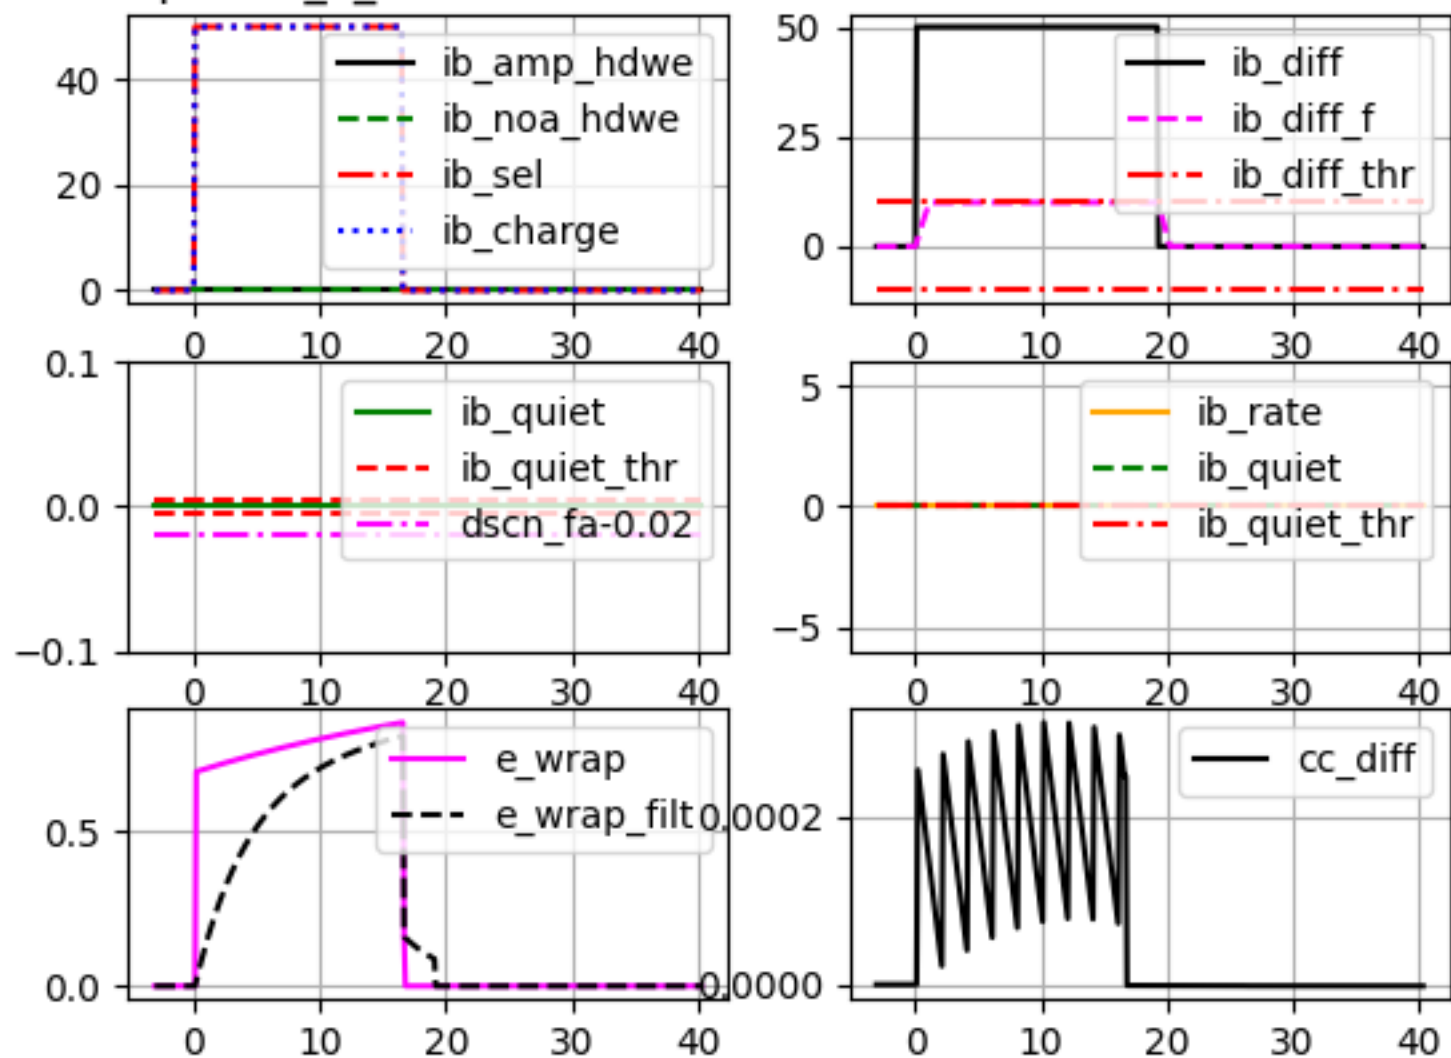 40
20
0
ib_amp_hdwe
ib_noa_hdwe
ib_sel
ib_charge
0 10 20 30 40
50
25
0
ib_diff
ib_diff_f
ib_diff_thr
0 10 20 30 40
0.1
0.0
−0.1
ib_quiet
ib_quiet_thr
dscn_fa-0.02
0 10 20 30 40
5
0
−5
ib_rate
ib_quiet
ib_quiet_thr
0 10 20 30 40
0.5
0.0
e_wrap
e_wrap_filt
0 10 20 30 40
0.0002
0.0000
cc_diff
0 10 20 30 40